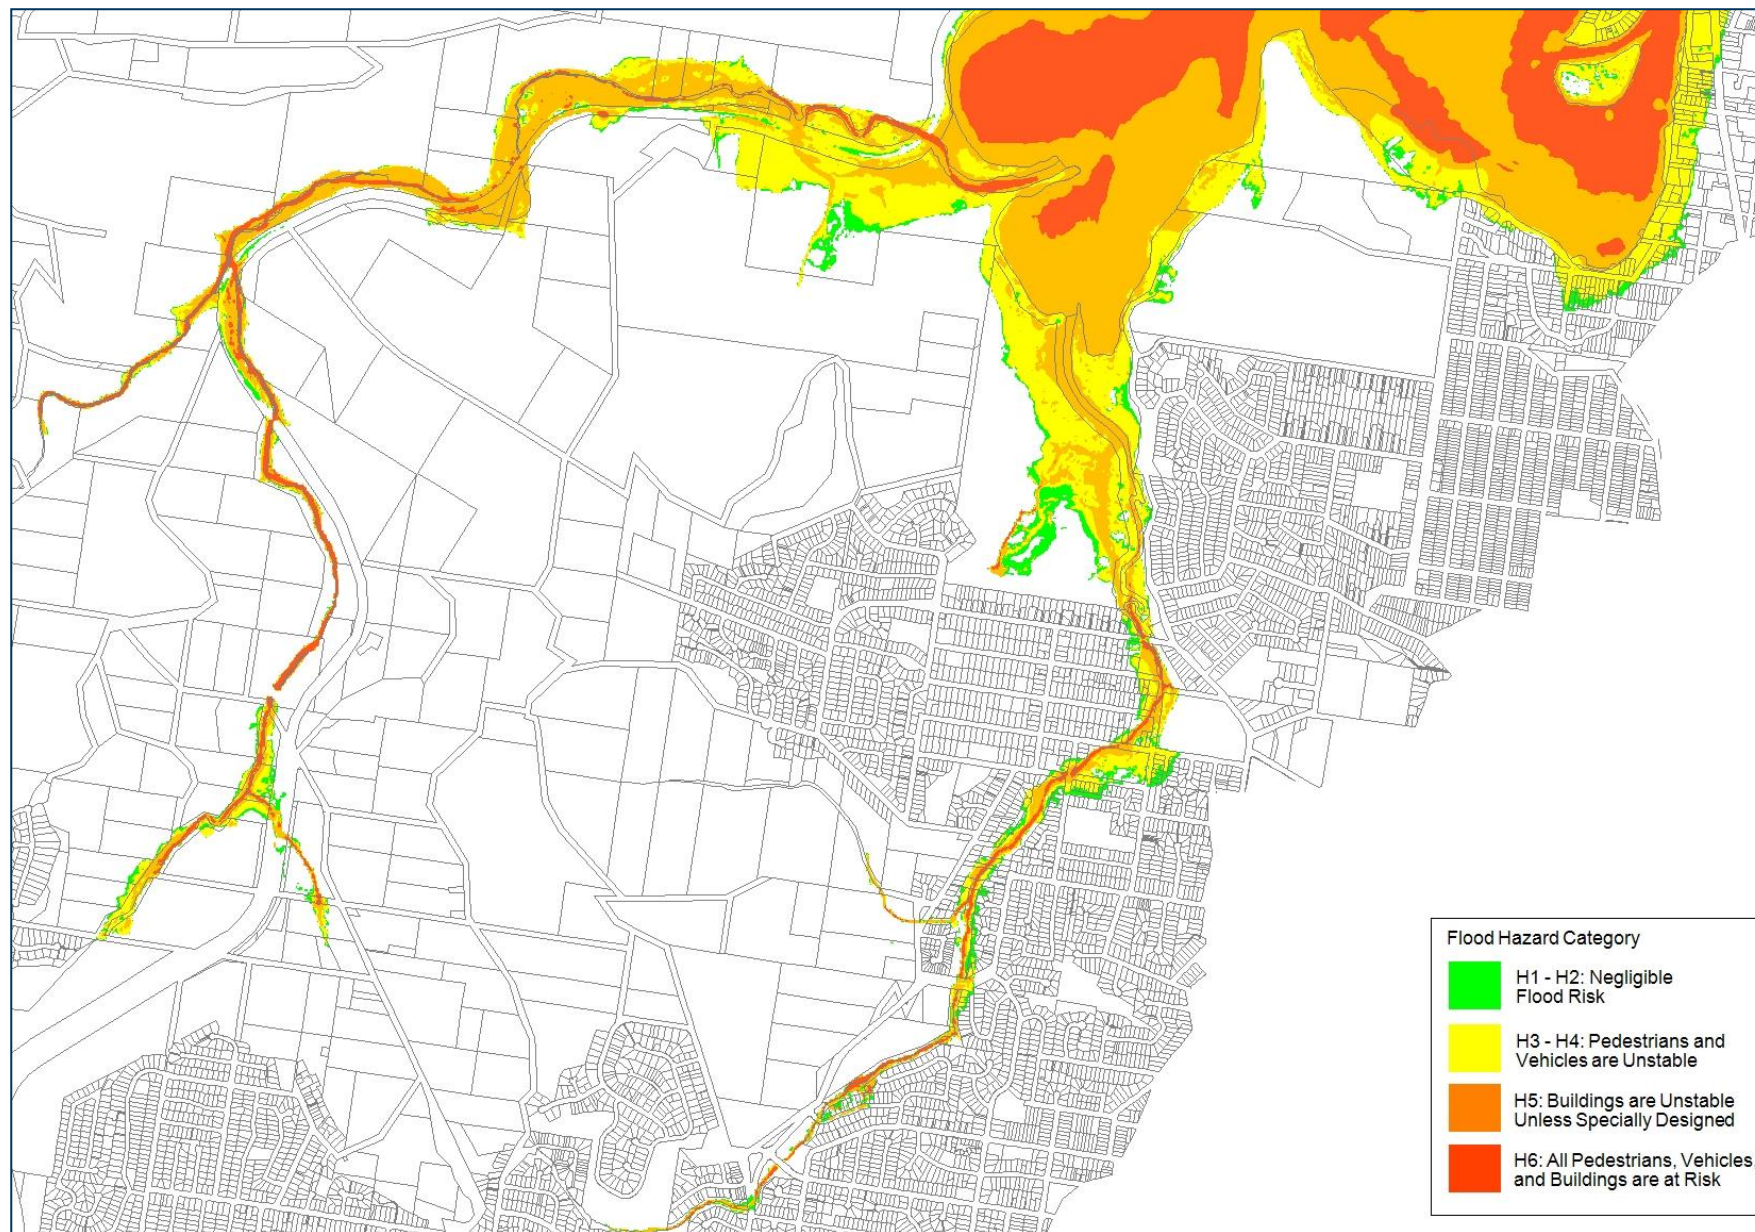 Flood Hazard Category
H1 - H2: Negligible
Flood Risk
H3 - H4: Pedestrians and
Vehicles are Unstable
H5: Buildings are Unstable
Unless Specially Designed
H6: All Pedestrians, Vehicles
and Buildings are at Risk